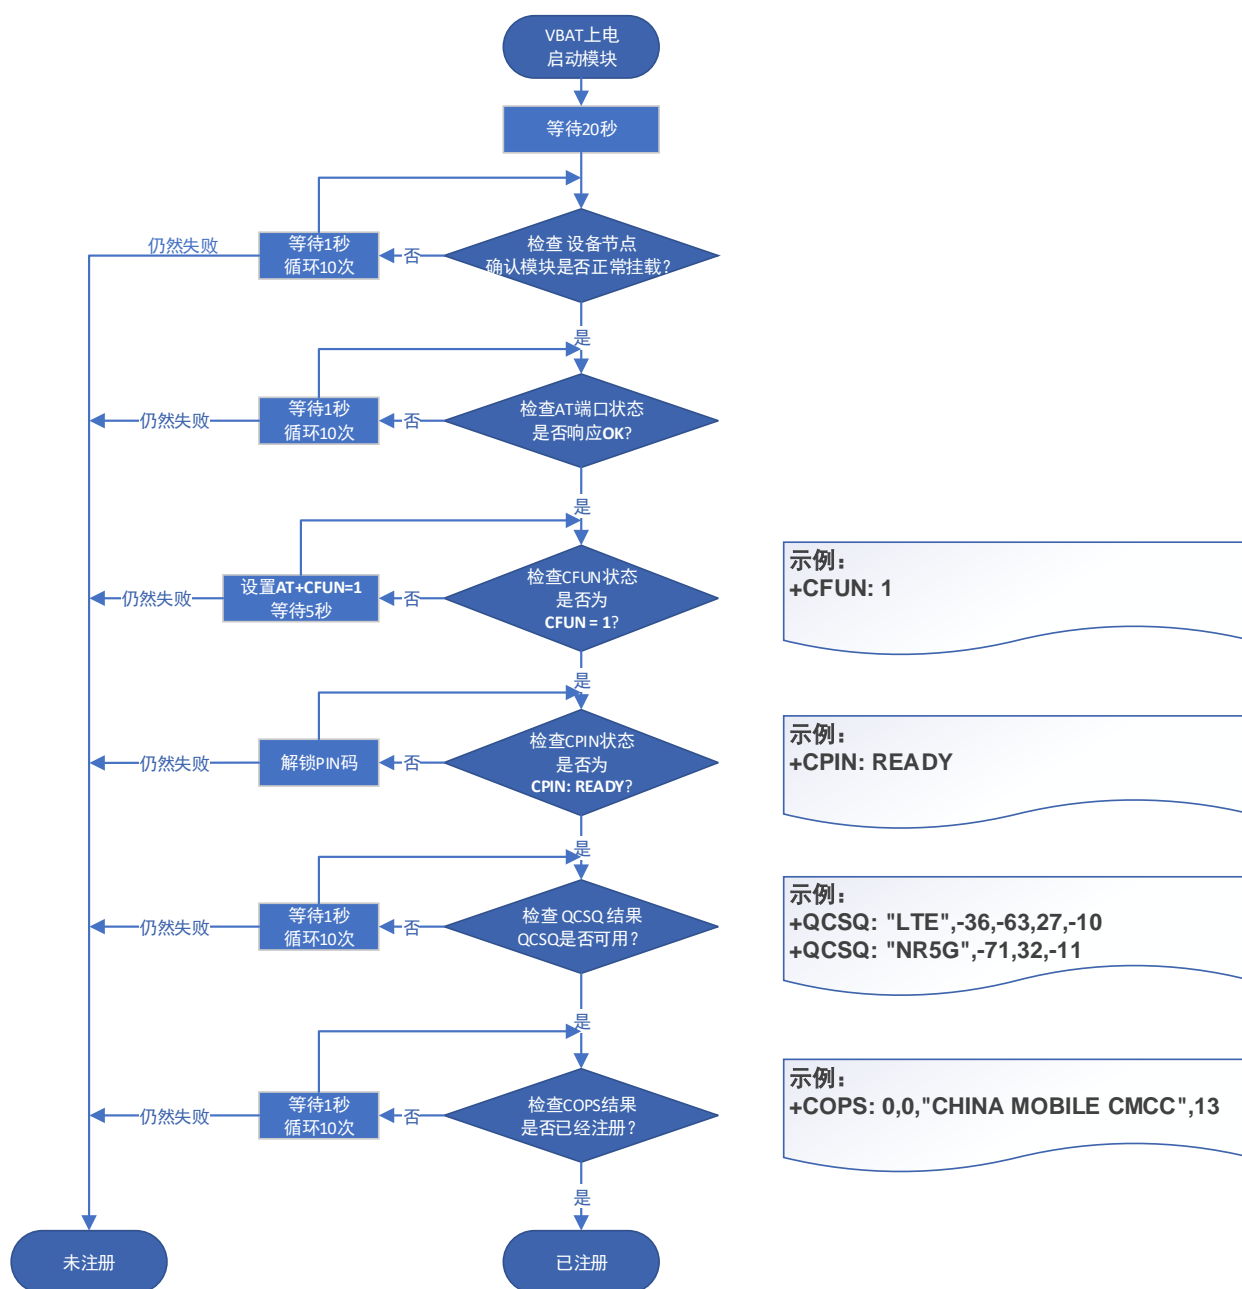 VBAT上电
启动模块
等待20秒
检查 设备节点
确认模块是否正常挂载？
否
等待1秒
循环10次
仍然失败
是
检查AT端口状态
是否响应OK?
否
等待1秒
循环10次
仍然失败
是
检查CFUN状态
是否为
CFUN = 1?
否
设置AT+CFUN=1
等待5秒
仍然失败
示例：
+CFUN: 1
是
检查CPIN状态
是否为
CPIN: READY?
否
解锁PIN码
仍然失败
示例：
+CPIN: READY
是
检查 QCSQ 结果
QCSQ是否可用？
否
等待1秒
循环10次
仍然失败
示例：
+QCSQ: "LTE",-36,-63,27,-10
+QCSQ: "NR5G",-71,32,-11
是
检查COPS结果
是否已经注册？
否
等待1秒
循环10次
仍然失败
示例：
+COPS: 0,0,"CHINA MOBILE CMCC",13
是
未注册
已注册